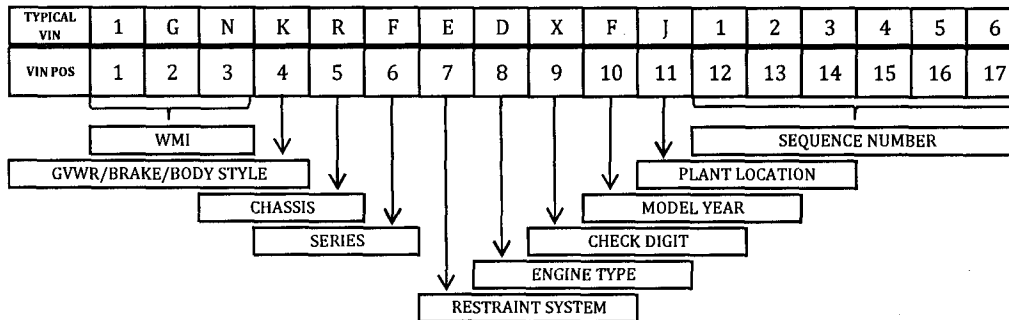 TYPICAL VIN 1 G N K R F E D X F J 1 2 3 4 5 6
VIN POS 1 2 3 4 5 6 7 8 9 10 11 12 13 14 15 16 17
WMI SEQUENCE NUMBER
GVWR/BRAKE/BODY STYLE PLANT LOCATION
CHASSIS MODEL YEAR
SERIES CHECK DIGIT
ENGINE TYPE
RESTRAINT SYSTEM